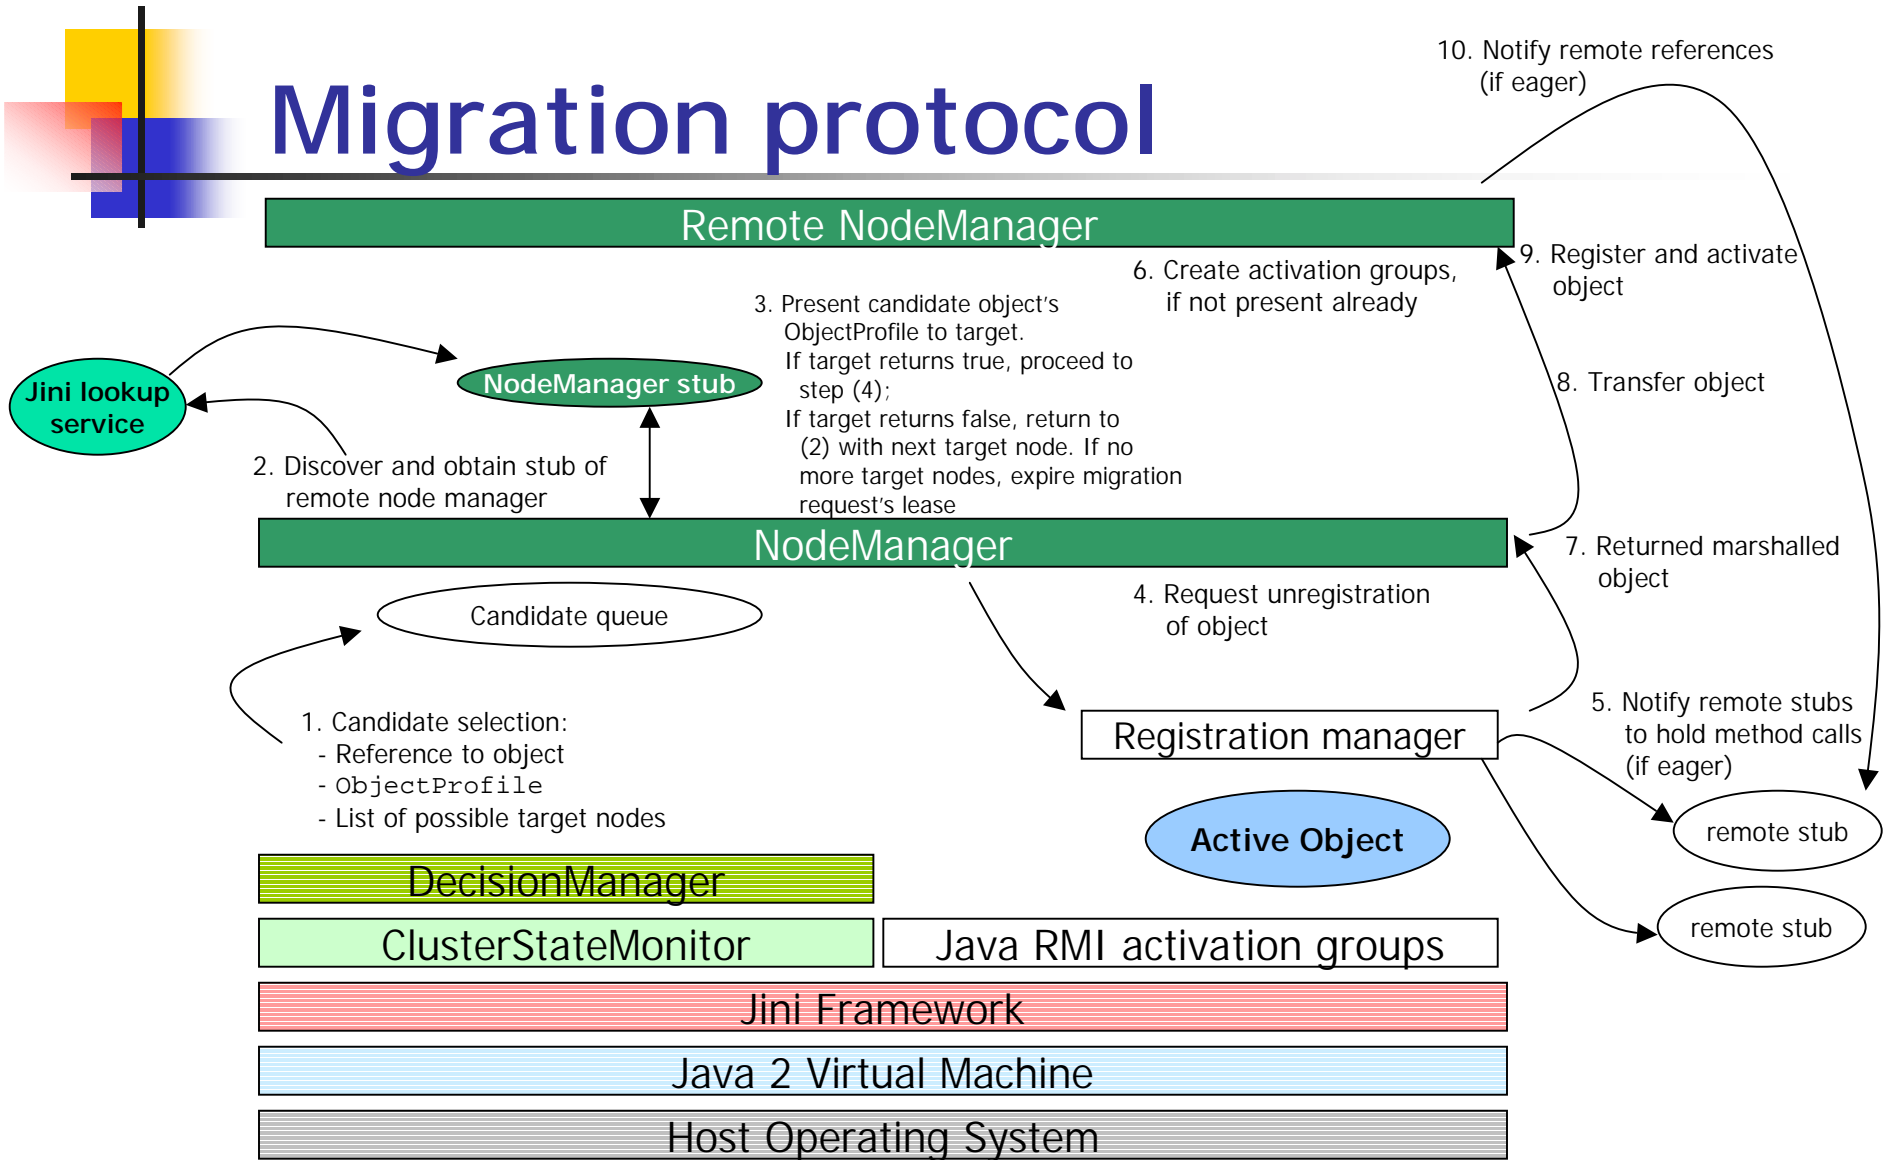 Migration protocol
10. Notify remote references
(if eager)
Remote NodeManager
9. Register and activate
object
6. Create activation groups,
if not present already
3. Present candidate object's
ObjectProfile to target.
If target returns true, proceed to
step (4);
If target returns false, return to
(2) with next target node. If no
more target nodes, expire migration
request's lease
Jini lookup
service
NodeManager stub
8. Transfer object
2. Discover and obtain stub of
remote node manager
NodeManager
7. Returned marshalled
object
Candidate queue
4. Request unregistration
of object
1. Candidate selection:
- Reference to object
- ObjectProfile
- List of possible target nodes
Registration manager
5. Notify remote stubs
to hold method calls
(if eager)
Active Object
remote stub
remote stub
DecisionManager
ClusterStateMonitor
Java RMI activation groups
Jini Framework
Java 2 Virtual Machine
Host Operating System